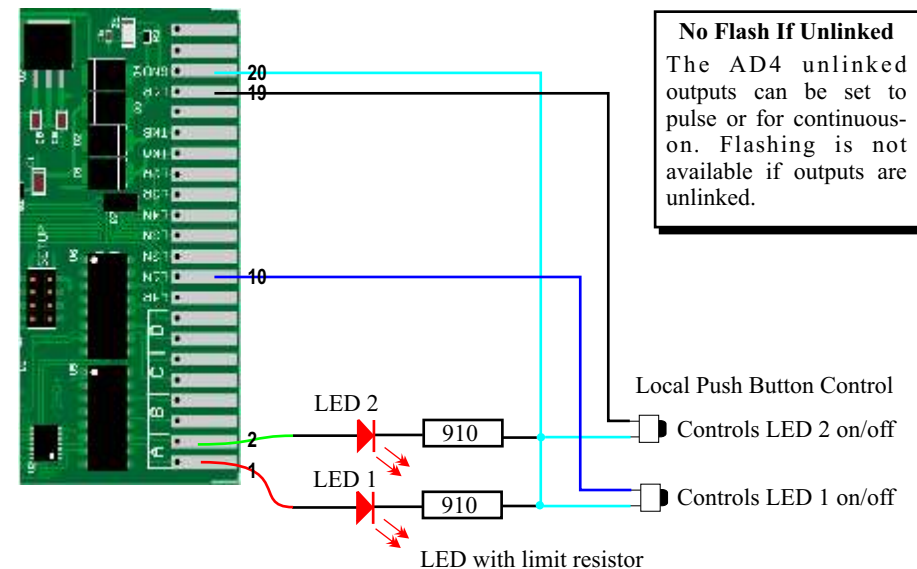 No Flash If Unlinked
The AD4 unlinked
outputs can be set to
pulse or for continuous-
on. Flashing is not
available if outputs are
unlinked.
20
19
SETUP
10
D
C
B
A
2
1
LED 2
910
LED 1
910
LED with limit resistor
Local Push Button Control
Controls LED 2 on/off
Controls LED 1 on/off